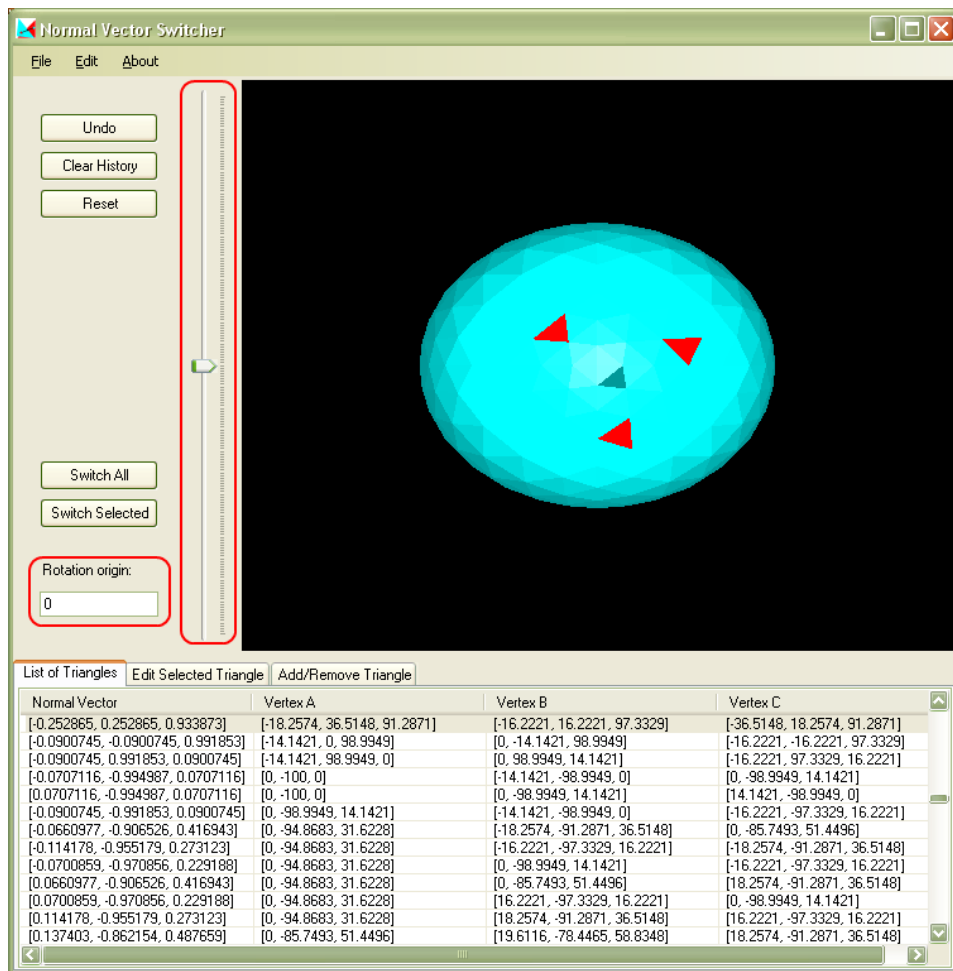 Normal Vector Switcher
File Edit About
Undo
Clear History
Reset
Switch All
Switch Selected
Rotation origin:
0
List of Triangles Edit Selected Triangle Add/Remove Triangle
Normal Vector Vertex A Vertex B Vertex C
[-0.252865, 0.252865, 0.933873] [-18.2574, 36.5148, 91.2871] [-16.2221, 16.2221, 97.3329] [-36.5148, 18.2574, 91.2871]
[-0.0900745, -0.0900745, 0.991853] [-14.1421, 0, 98.9949] [0, -14.1421, 98.9949] [-16.2221, -16.2221, 97.3329]
[-0.0900745, 0.991853, 0.0900745] [-14.1421, 98.9949, 0] [0, 98.9949, 14.1421] [-16.2221, 97.3329, 16.2221]
[-0.0707116, -0.994987, 0.0707116] [0, -100, 0] [-14.1421, -98.9949, 0] [0, -98.9949, 14.1421]
[0.0707116, -0.994987, 0.0707116] [0, -100, 0] [0, -98.9949, 14.1421] [14.1421, -98.9949, 0]
[-0.0900745, -0.991853, 0.0900745] [0, -98.9949, 14.1421] [-14.1421, -98.9949, 0] [-16.2221, -97.3329, 16.2221]
[-0.0660977, -0.906526, 0.416943] [0, -94.8683, 31.6228] [-18.2574, -91.2871, 36.5148] [0, -85.7493, 51.4496]
[-0.114178, -0.955179, 0.273123] [0, -94.8683, 31.6228] [-16.2221, -97.3329, 16.2221] [-18.2574, -91.2871, 36.5148]
[-0.0700859, -0.970856, 0.229188] [0, -94.8683, 31.6228] [0, -98.9949, 14.1421] [-16.2221, -97.3329, 16.2221]
[0.0660977, -0.906526, 0.416943] [0, -94.8683, 31.6228] [0, -85.7493, 51.4496] [18.2574, -91.2871, 36.5148]
[0.0700859, -0.970856, 0.229188] [0, -94.8683, 31.6228] [16.2221, -97.3329, 16.2221] [0, -98.9949, 14.1421]
[0.114178, -0.955179, 0.273123] [0, -94.8683, 31.6228] [18.2574, -91.2871, 36.5148] [16.2221, -97.3329, 16.2221]
[0.137403, -0.862154, 0.487659] [0, -85.7493, 51.4496] [19.6116, -78.4465, 58.8348] [18.2574, -91.2871, 36.5148]